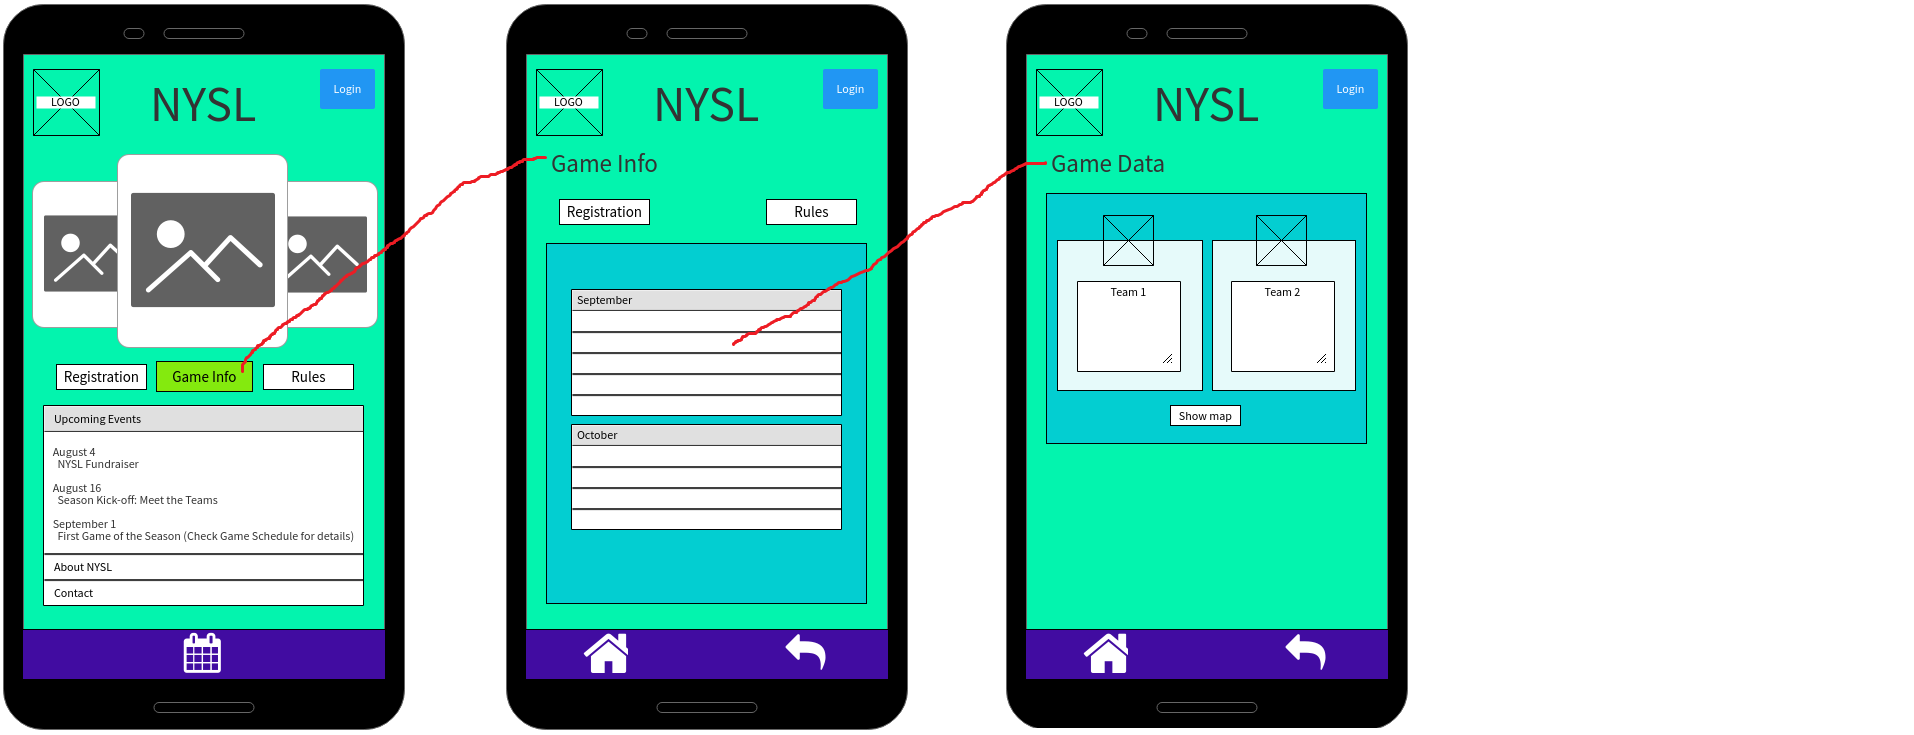 LOGO
NYSL
Login
Registration
Game Info
Rules
Upcoming Events
August 4
NYSL Fundraiser
August 16
Season Kick-off: Meet the Teams
September 1
First Game of the Season (Check Game Schedule for details)
About NYSL
Contact
LOGO
NYSL
Login
Game Info
Registration
Rules
September
October
LOGO
NYSL
Login
Game Data
Team 1
Team 2
Show map